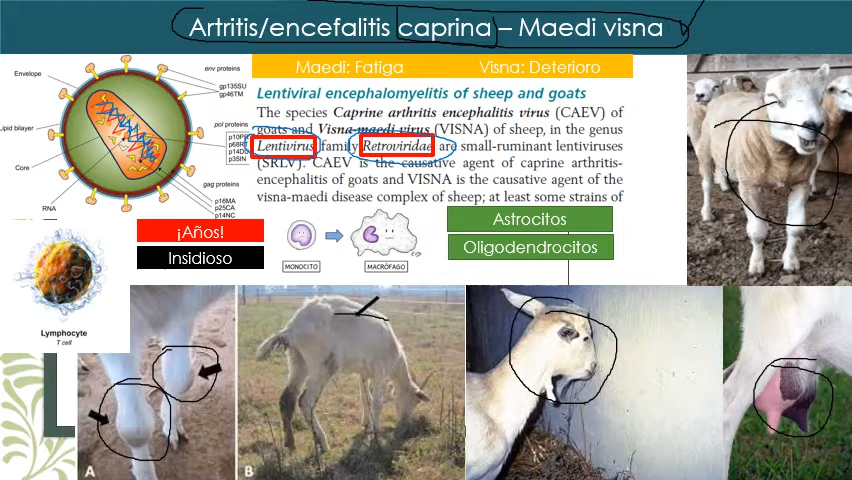 Artritis/encefalitis caprina – Maedi visna
Maedi: Fatiga
Visna: Deterioro
Envelope
env proteins
gp135SU
gp46TM
Lipid bilayer
pol proteins
p68RT
p14DU
p35IN
Core
gag proteins
p16MA
p25CA
p14NC
RNA
Lentiviral encephalomyelitis of sheep and goats
The species Caprine arthritis encephalitis virus (CAEV) of
goats and Visna-maedi virus (VISNA) of sheep, in the genus
Lentivirus family Retroviridae are small-ruminant lentiviruses
(SRLV). CAEV is the causative agent of caprine arthritis-
encephalitis of goats and VISNA is the causative agent of the
visna-maedi disease complex of sheep; at least some strains of
¡Años!
Insidioso
MONOCITO
MACRÓFAGO
Astrocitos
Oligodendrocitos
Lymphocyte
T cell
A
B